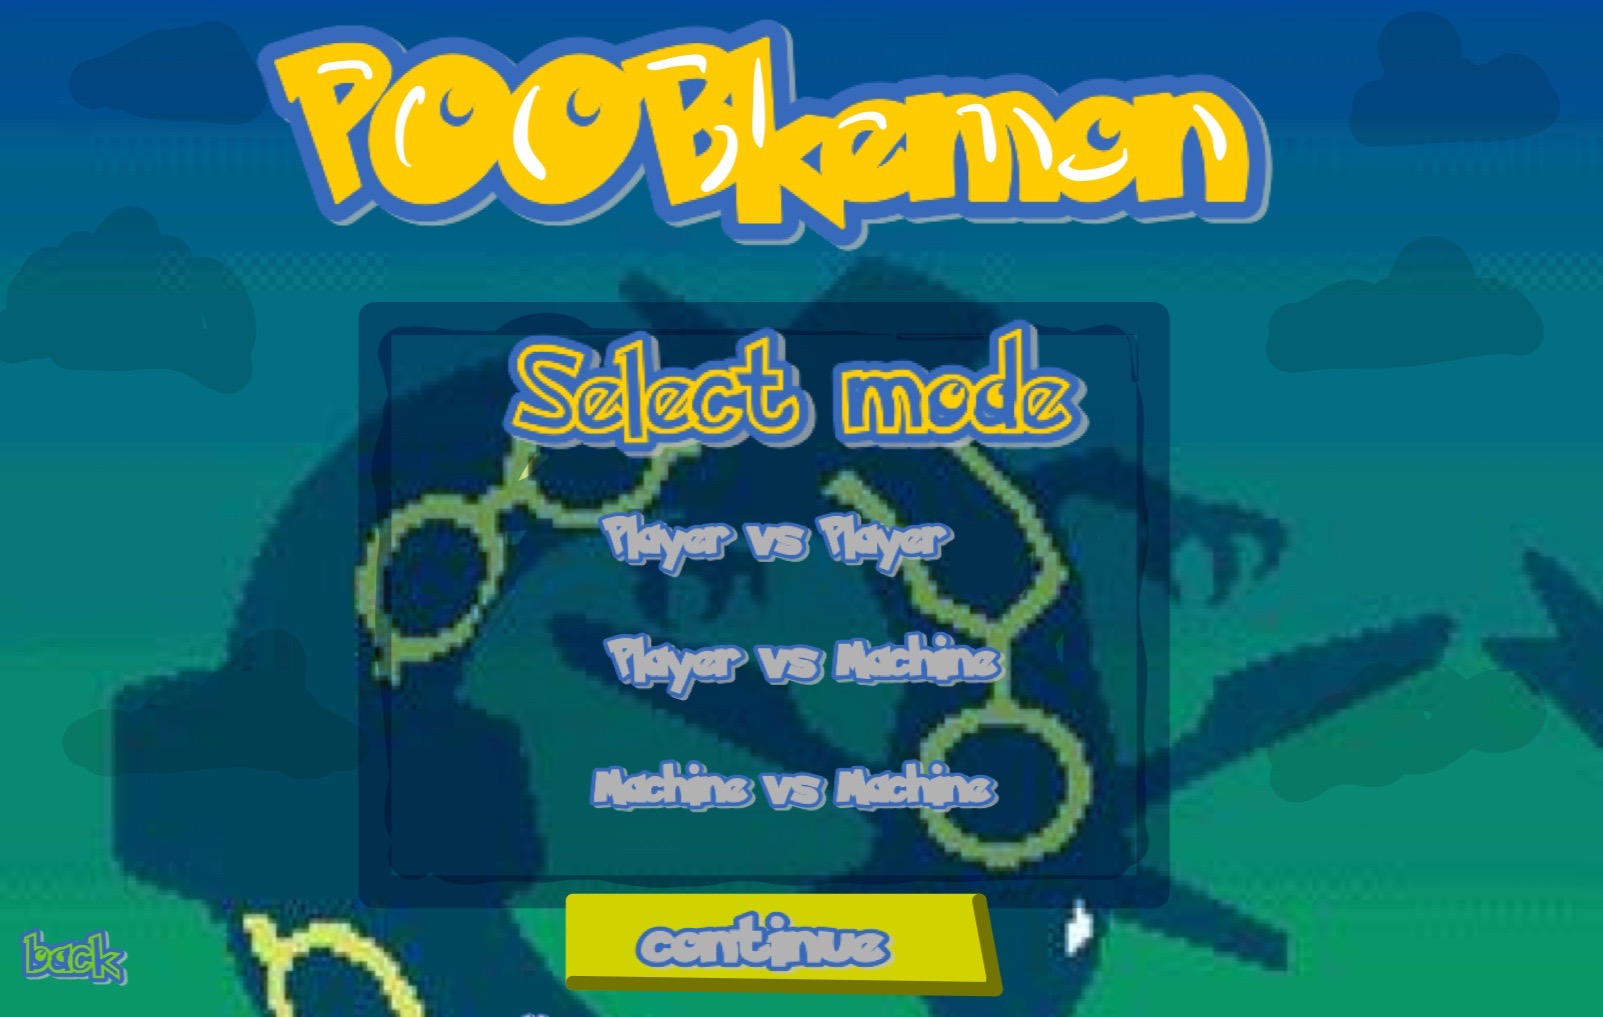 POOBkemon
Select mode
Player vs Player
Player vs Machine
Machine vs Machine
continue
back